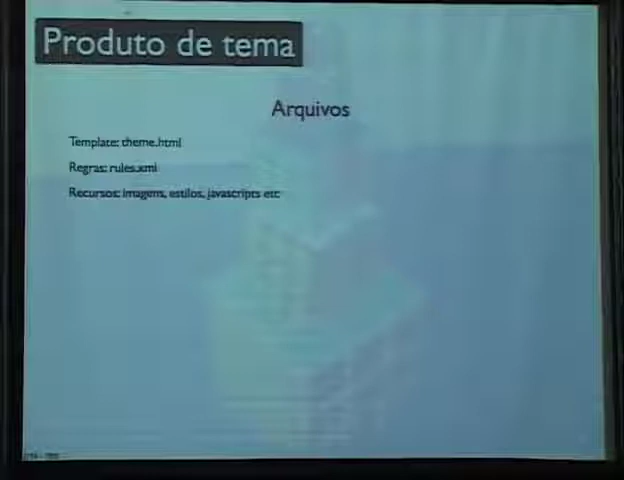 Produto de tema
Arquivos
Template: theme.html
Regras: rules.xml
Recursos: imagens, estilos, javascripts etc